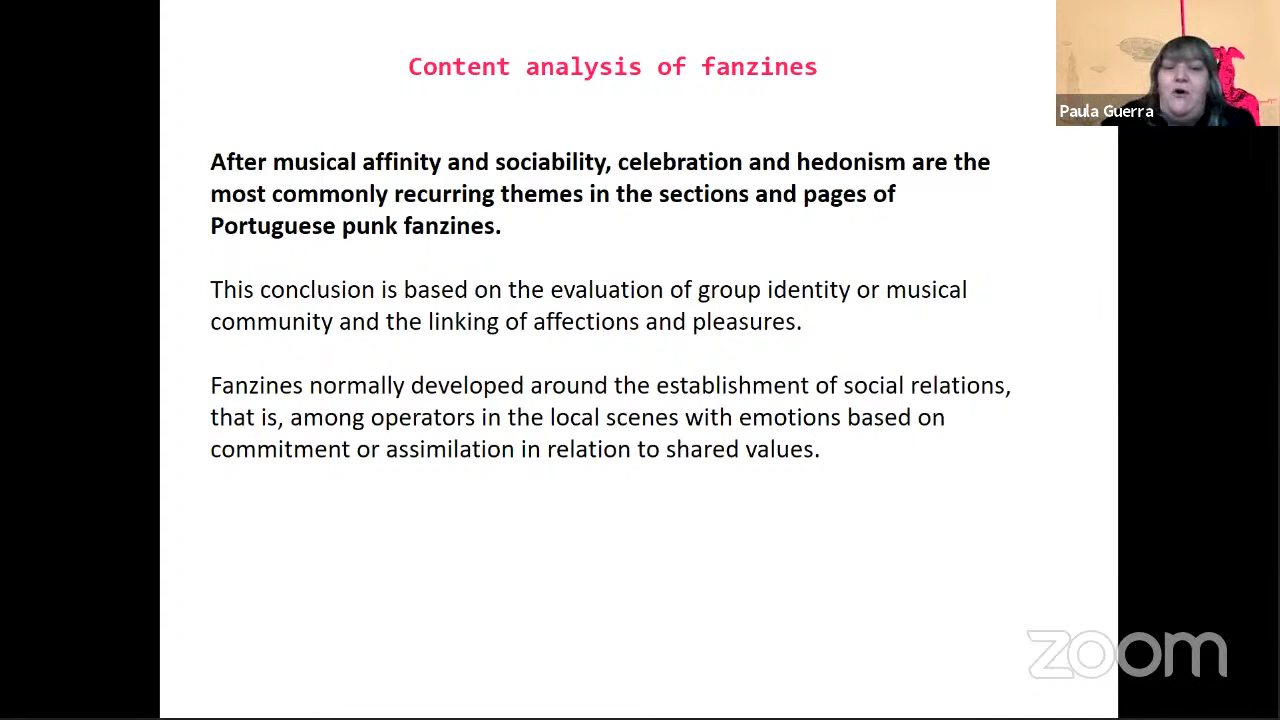 Content analysis of fanzines
Paula Guerra
After musical affinity and sociability, celebration and hedonism are the
most commonly recurring themes in the sections and pages of
Portuguese punk fanzines.
This conclusion is based on the evaluation of group identity or musical
community and the linking of affections and pleasures.
Fanzines normally developed around the establishment of social relations,
that is, among operators in the local scenes with emotions based on
commitment or assimilation in relation to shared values.
zoom